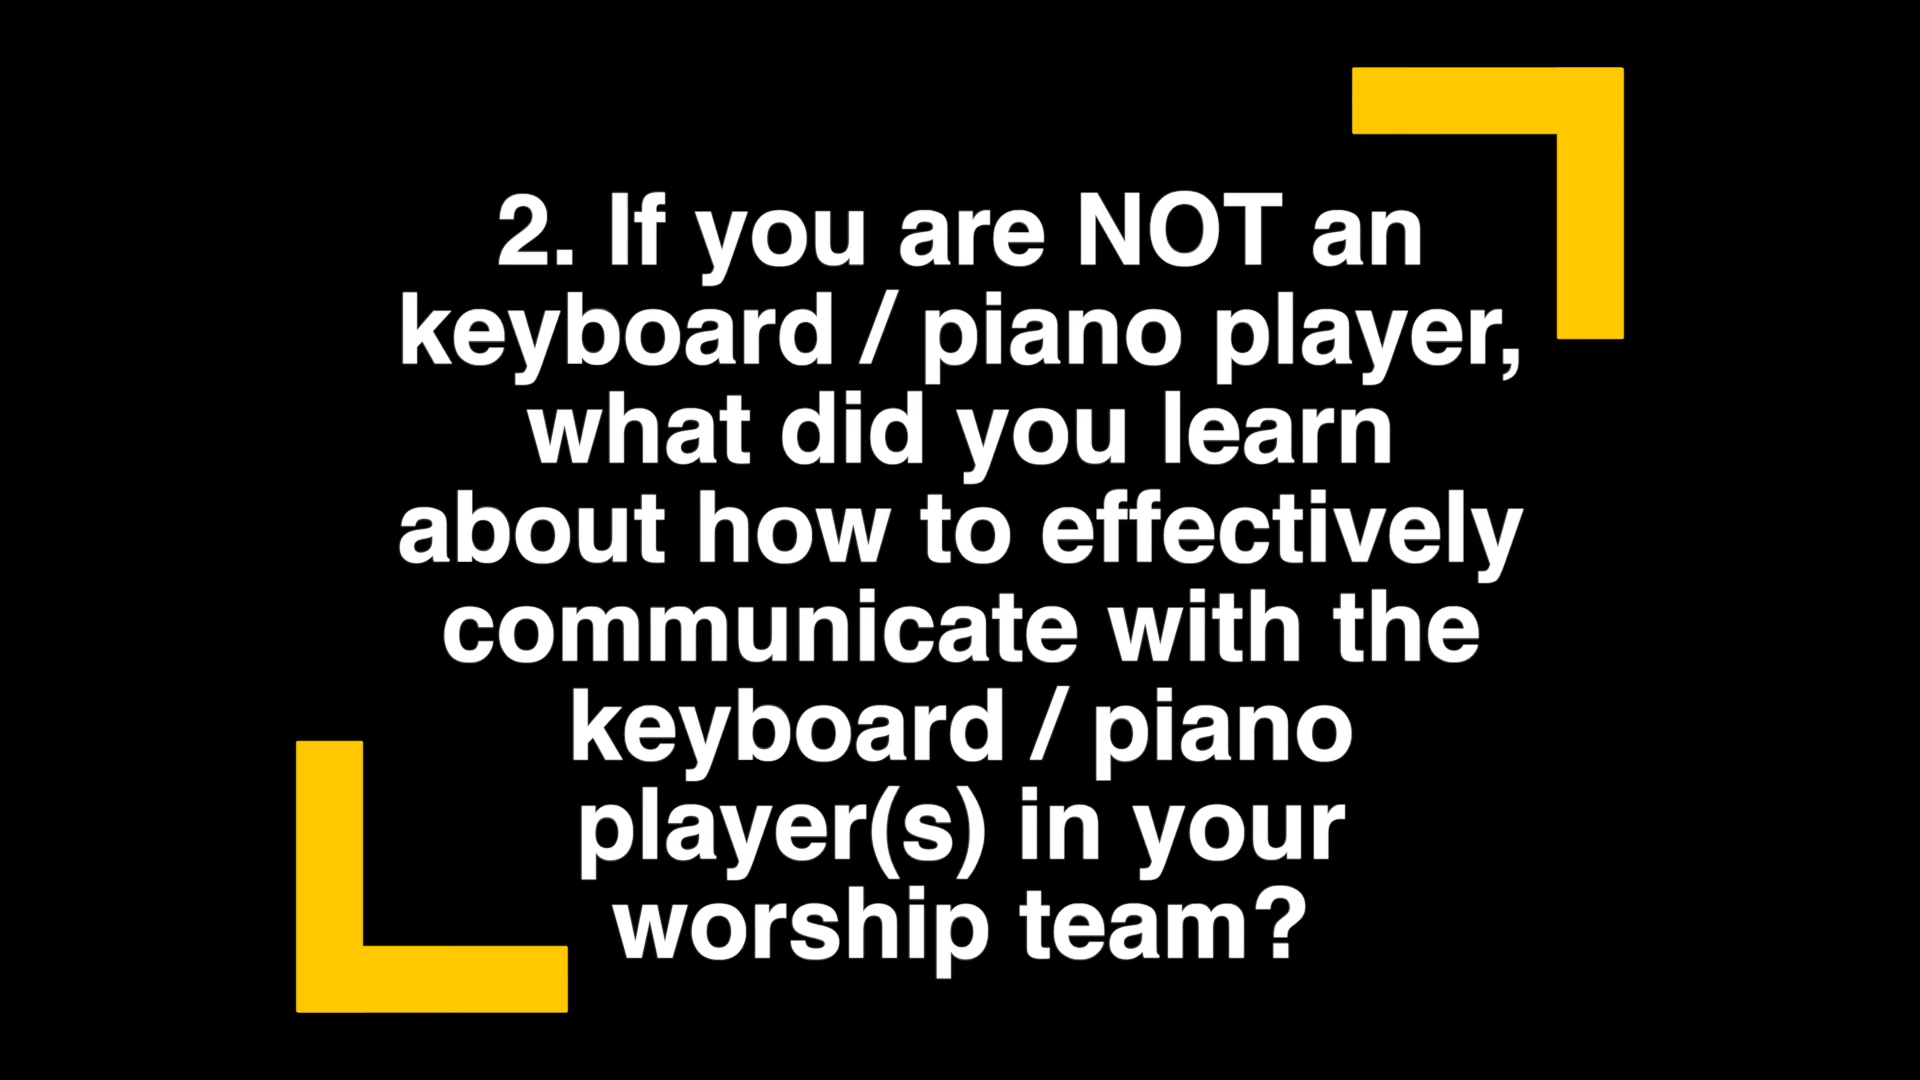 2. If you are NOT an
keyboard / piano player,
what did you learn
about how to effectively
communicate with the
keyboard / piano
player(s) in your
worship team?